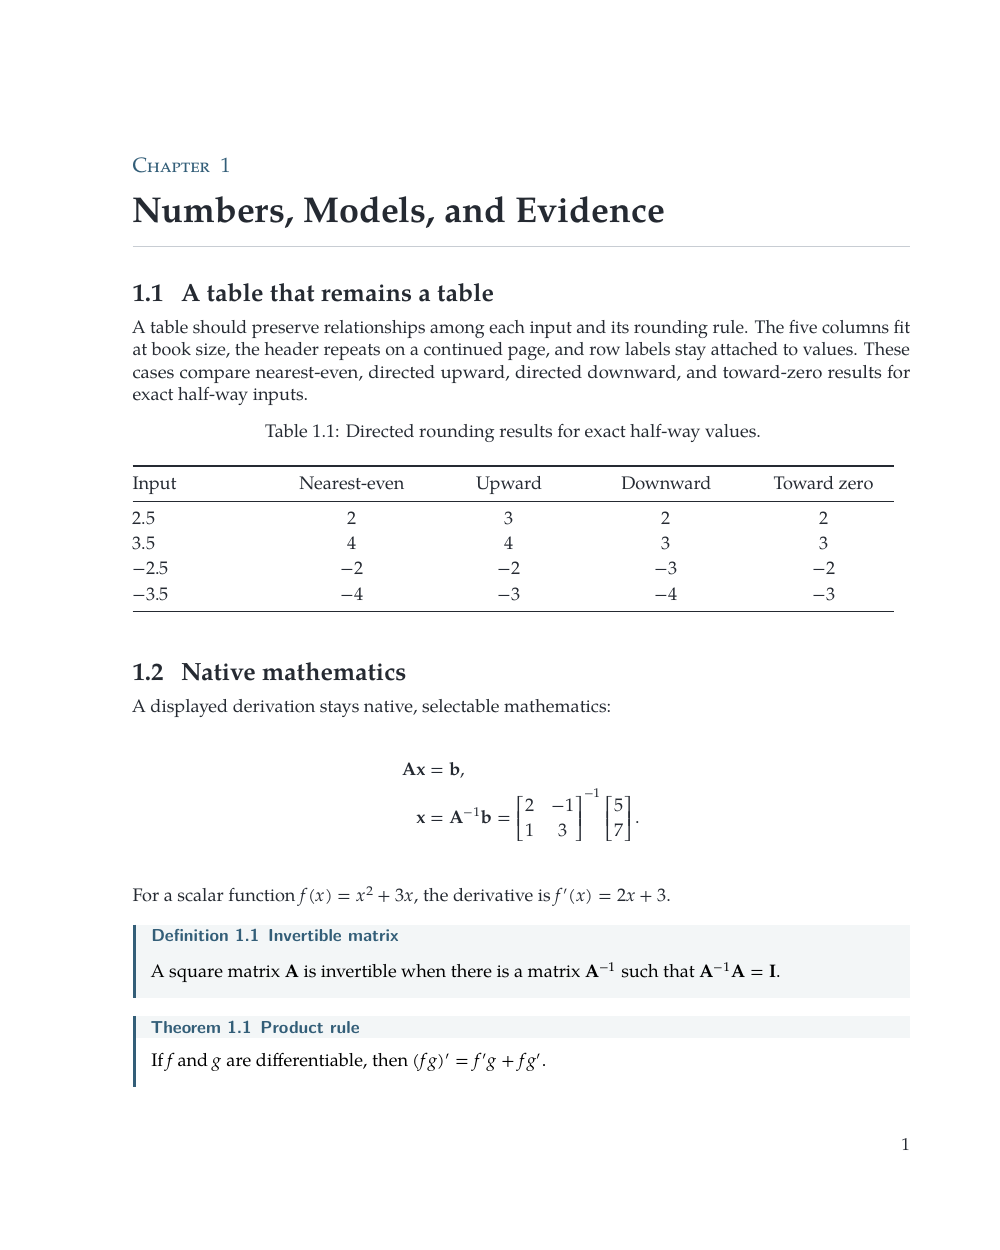 Chapter 1
Numbers, Models, and Evidence
1.1 A table that remains a table
A table should preserve relationships among each input and its rounding rule. The five columns fit
at book size, the header repeats on a continued page, and row labels stay attached to values. These
cases compare nearest-even, directed upward, directed downward, and toward-zero results for
exact half-way inputs.
Table 1.1: Directed rounding results for exact half-way values.
Input Nearest-even Upward Downward Toward zero
2.5 2 3 2 2
3.5 4 4 3 3
−2.5 −2 −2 −3 −2
−3.5 −4 −3 −4 −3
1.2 Native mathematics
A displayed derivation stays native, selectable mathematics:
Ax = b,
x = A⁻¹b = [2 −1; 1 3]⁻¹ [5; 7].
For a scalar function f(x) = x² + 3x, the derivative is f′(x) = 2x + 3.
Definition 1.1 Invertible matrix
A square matrix A is invertible when there is a matrix A⁻¹ such that A⁻¹A = I.
Theorem 1.1 Product rule
If f and g are differentiable, then (fg)′ = f′g + fg′.
1